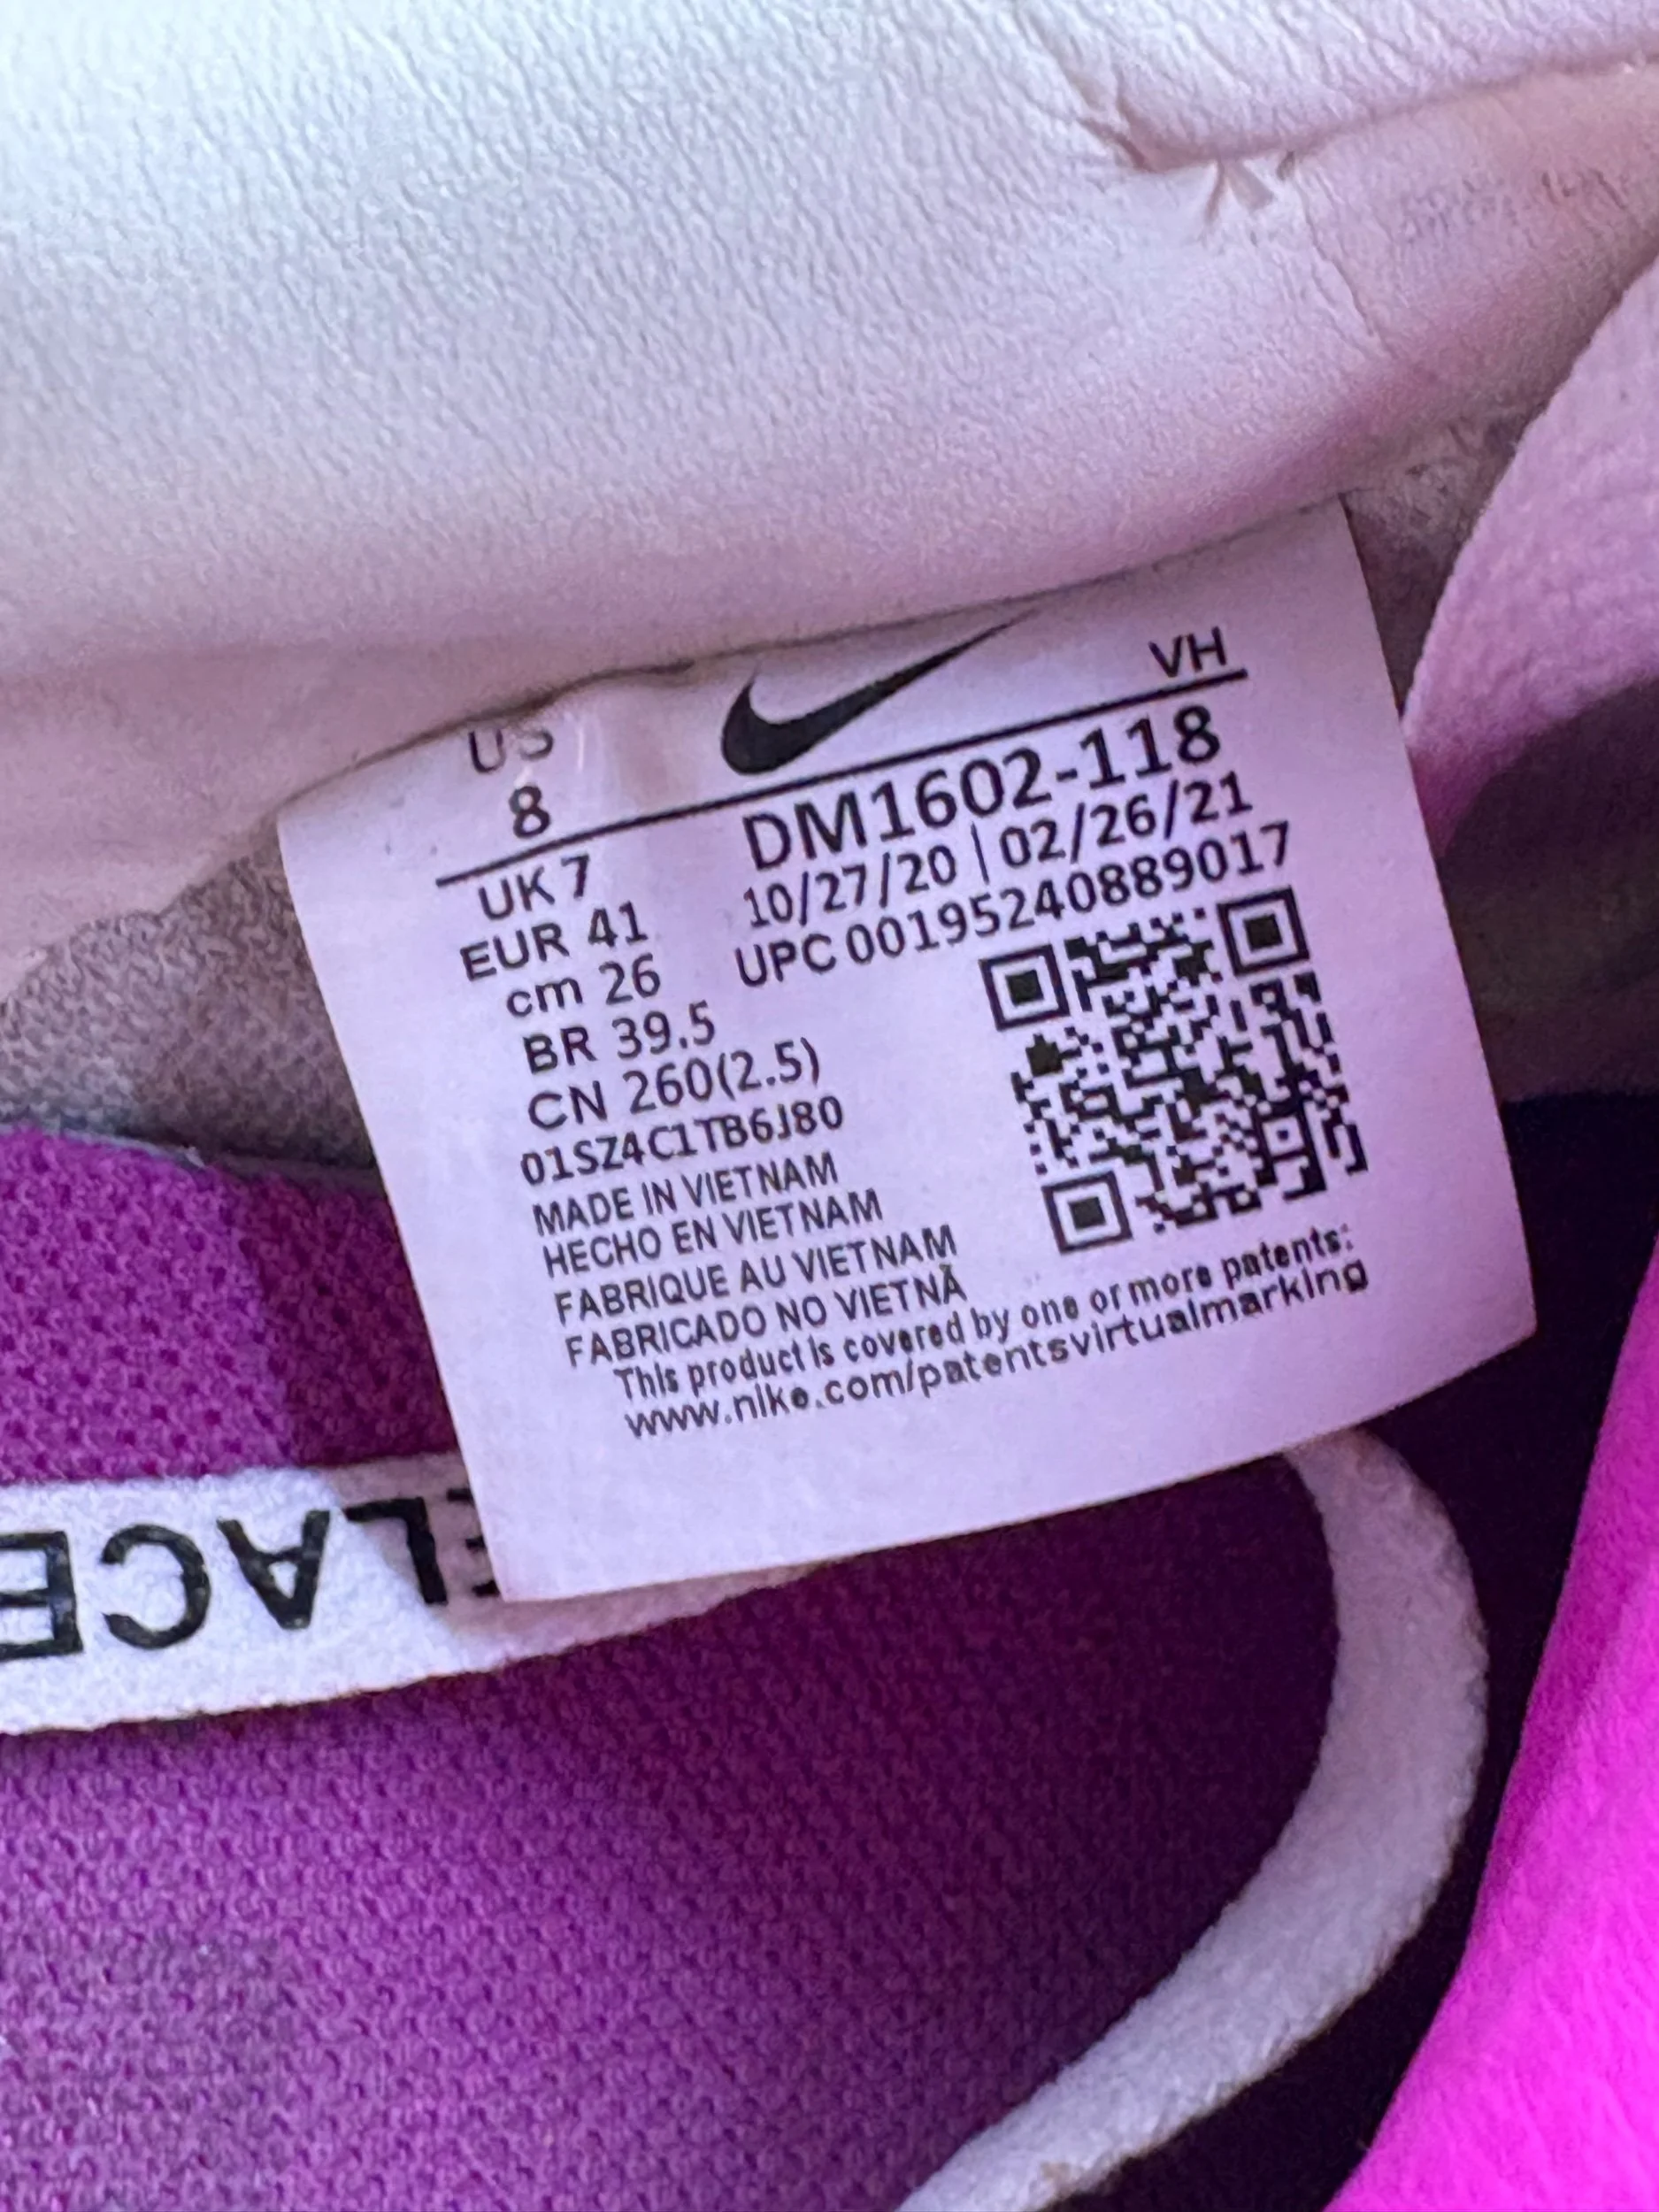 US
8
VH
UK 7
EUR 41
cm 26
BR 39.5
CN 260(2.5)
01SZ4C1TB6J80
DM1602-118
10/27/20 | 02/26/21
UPC 00195240889017
MADE IN VIETNAM
HECHO EN VIETNAM
FABRIQUE AU VIETNAM
FABRICADO NO VIETNÃ
This product is covered by one or more patents:
www.nike.com/patentsvirtualmarking
ELACE